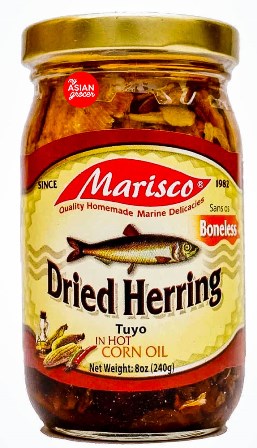 my
ASIAN
grocer
SINCE
1982
Marisco®
Quality Homemade Marine Delicacies
Sans os
Boneless
Dried Herring
Tuyo
IN HOT
CORN OIL
Net Weight: 8oz. (240g)